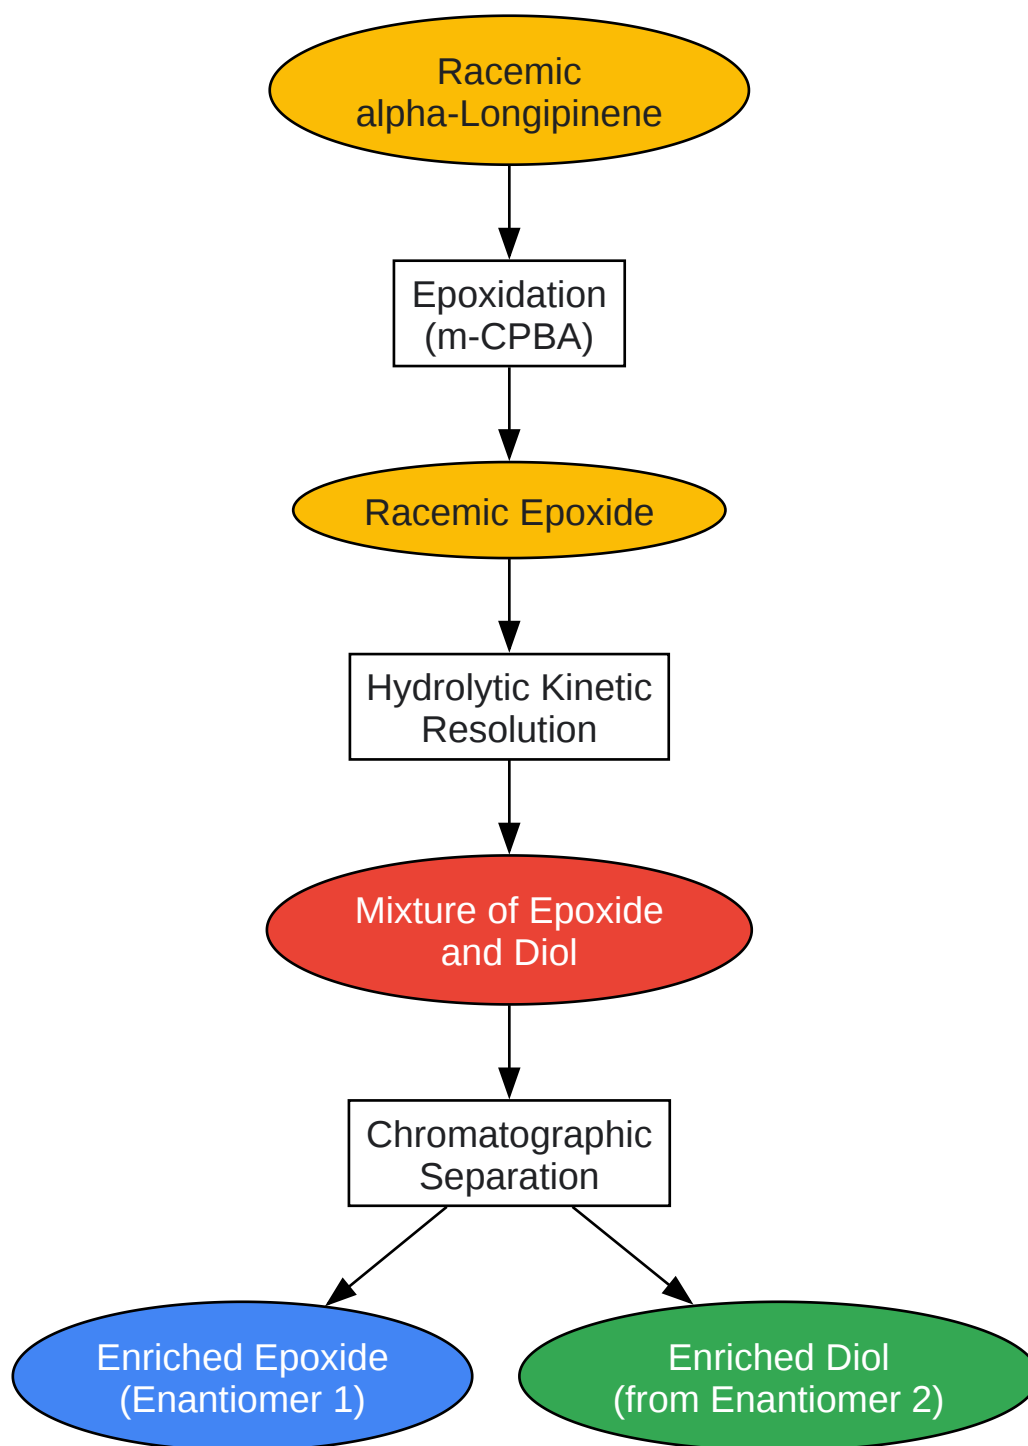 Racemic
alpha-Longipinene
Epoxidation
(m-CPBA)
Racemic Epoxide
Hydrolytic Kinetic
Resolution
Mixture of Epoxide
and Diol
Chromatographic
Separation
Enriched Epoxide
(Enantiomer 1)
Enriched Diol
(from Enantiomer 2)